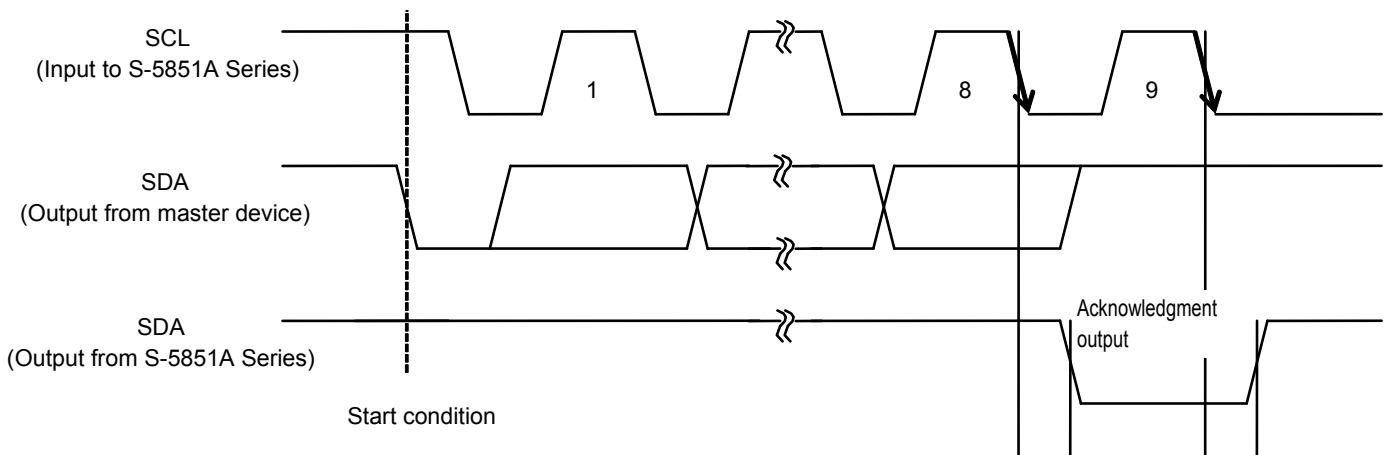 SCL
(Input to S-5851A Series)
1
8
9
SDA
(Output from master device)
SDA
(Output from S-5851A Series)
Acknowledgment
output
Start condition